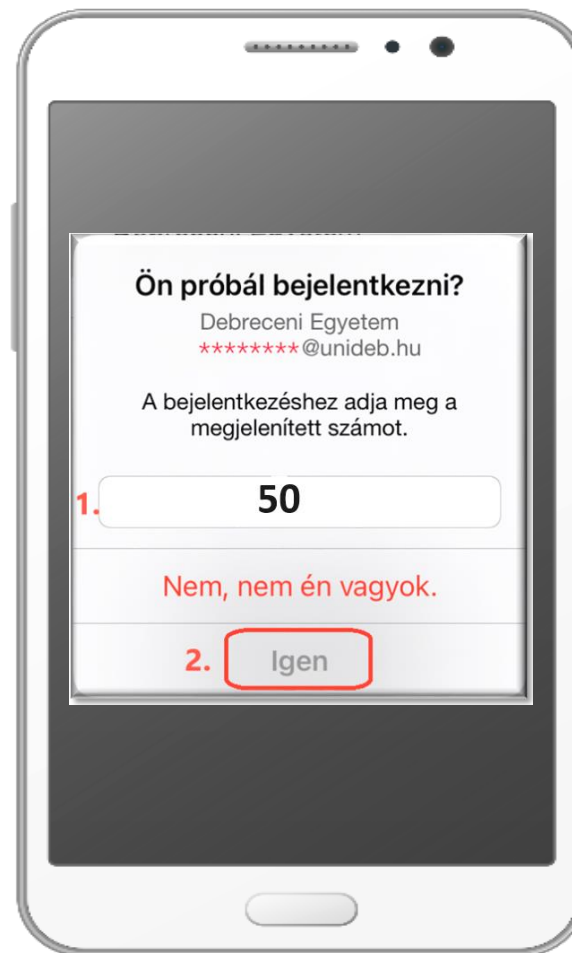 Ön próbál bejelentkezni?
Debreceni Egyetem
********@unideb.hu
A bejelentkezéshez adja meg a
megjelenített számot.
1. 50
Nem, nem én vagyok.
2. Igen